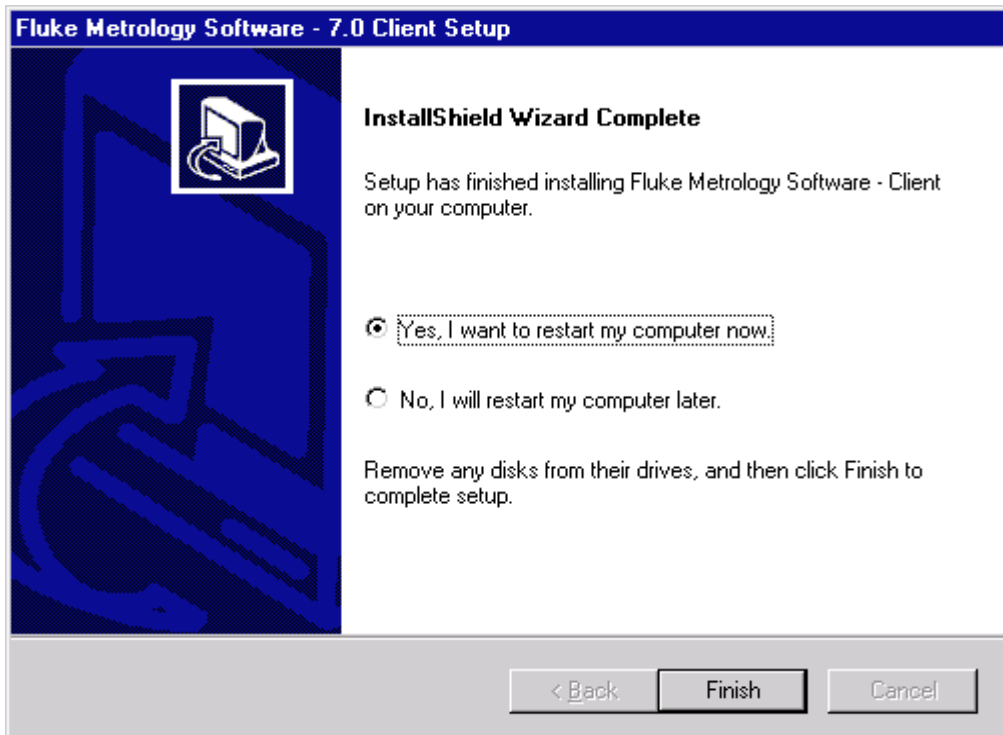 Fluke Metrology Software - 7.0 Client Setup
InstallShield Wizard Complete
Setup has finished installing Fluke Metrology Software - Client
on your computer.
Yes, I want to restart my computer now.
No, I will restart my computer later.
Remove any disks from their drives, and then click Finish to
complete setup.
< Back
Finish
Cancel